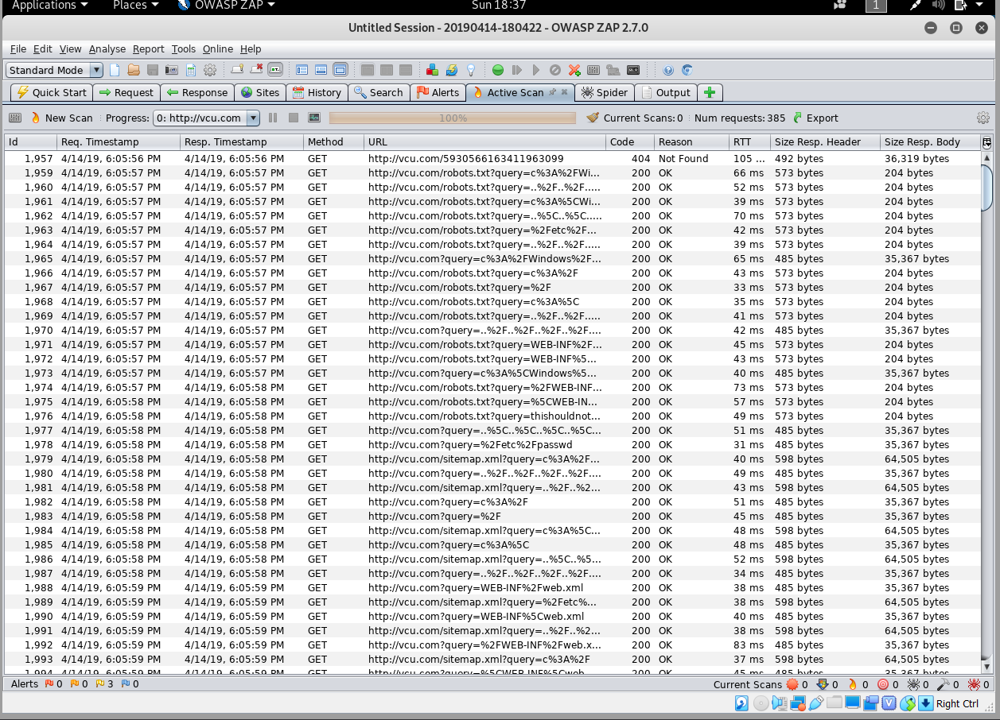 Applications Places OWASP ZAP Sun 18:37 1
Untitled Session - 20190414-180422 - OWASP ZAP 2.7.0
File Edit View Analyse Report Tools Online Help
Standard Mode
Quick Start Request Response Sites History Search Alerts Active Scan Spider Output
New Scan Progress: 0: http://vcu.com 100% Current Scans: 0 Num requests: 385 Export
Id Req. Timestamp Resp. Timestamp Method URL Code Reason RTT Size Resp. Header Size Resp. Body
1,957 4/14/19, 6:05:56 PM 4/14/19, 6:05:56 PM GET http://vcu.com/5930566163411963099 404 Not Found 105 ... 492 bytes 36,319 bytes
1,959 4/14/19, 6:05:57 PM 4/14/19, 6:05:57 PM GET http://vcu.com/robots.txt?query=c%3A%2FWi... 200 OK 66 ms 573 bytes 204 bytes
1,960 4/14/19, 6:05:57 PM 4/14/19, 6:05:57 PM GET http://vcu.com/robots.txt?query=..%2F..%2F..... 200 OK 52 ms 573 bytes 204 bytes
1,961 4/14/19, 6:05:57 PM 4/14/19, 6:05:57 PM GET http://vcu.com/robots.txt?query=c%3A%5CWi... 200 OK 39 ms 573 bytes 204 bytes
1,962 4/14/19, 6:05:57 PM 4/14/19, 6:05:57 PM GET http://vcu.com/robots.txt?query=..%5C..%5C..... 200 OK 70 ms 573 bytes 204 bytes
1,963 4/14/19, 6:05:57 PM 4/14/19, 6:05:57 PM GET http://vcu.com/robots.txt?query=%2Fetc%2F... 200 OK 42 ms 573 bytes 204 bytes
1,964 4/14/19, 6:05:57 PM 4/14/19, 6:05:57 PM GET http://vcu.com/robots.txt?query=..%2F..%2F..... 200 OK 39 ms 573 bytes 204 bytes
1,965 4/14/19, 6:05:57 PM 4/14/19, 6:05:57 PM GET http://vcu.com?query=c%3A%2FWindows%2F... 200 OK 65 ms 485 bytes 35,367 bytes
1,966 4/14/19, 6:05:57 PM 4/14/19, 6:05:57 PM GET http://vcu.com/robots.txt?query=c%3A%2F 200 OK 43 ms 573 bytes 204 bytes
1,967 4/14/19, 6:05:57 PM 4/14/19, 6:05:57 PM GET http://vcu.com/robots.txt?query=%2F 200 OK 33 ms 573 bytes 204 bytes
1,968 4/14/19, 6:05:57 PM 4/14/19, 6:05:57 PM GET http://vcu.com/robots.txt?query=c%3A%5C 200 OK 35 ms 573 bytes 204 bytes
1,969 4/14/19, 6:05:57 PM 4/14/19, 6:05:57 PM GET http://vcu.com/robots.txt?query=..%2F..%2F..... 200 OK 41 ms 573 bytes 204 bytes
1,970 4/14/19, 6:05:57 PM 4/14/19, 6:05:57 PM GET http://vcu.com?query=..%2F..%2F..%2F..%2F.... 200 OK 42 ms 485 bytes 35,367 bytes
1,971 4/14/19, 6:05:57 PM 4/14/19, 6:05:57 PM GET http://vcu.com/robots.txt?query=WEB-INF%2F... 200 OK 45 ms 573 bytes 204 bytes
1,972 4/14/19, 6:05:57 PM 4/14/19, 6:05:57 PM GET http://vcu.com/robots.txt?query=WEB-INF%5... 200 OK 43 ms 573 bytes 204 bytes
1,973 4/14/19, 6:05:57 PM 4/14/19, 6:05:57 PM GET http://vcu.com?query=c%3A%5CWindows%5... 200 OK 40 ms 485 bytes 35,367 bytes
1,974 4/14/19, 6:05:57 PM 4/14/19, 6:05:58 PM GET http://vcu.com/robots.txt?query=%2FWEB-INF... 200 OK 73 ms 573 bytes 204 bytes
1,975 4/14/19, 6:05:58 PM 4/14/19, 6:05:58 PM GET http://vcu.com/robots.txt?query=%5CWEB-IN... 200 OK 57 ms 573 bytes 204 bytes
1,976 4/14/19, 6:05:58 PM 4/14/19, 6:05:58 PM GET http://vcu.com/robots.txt?query=thishouldnot... 200 OK 49 ms 573 bytes 204 bytes
1,977 4/14/19, 6:05:58 PM 4/14/19, 6:05:58 PM GET http://vcu.com?query=..%5C..%5C..%5C..%5C... 200 OK 51 ms 485 bytes 35,367 bytes
1,978 4/14/19, 6:05:58 PM 4/14/19, 6:05:58 PM GET http://vcu.com?query=%2Fetc%2Fpasswd 200 OK 31 ms 485 bytes 35,367 bytes
1,979 4/14/19, 6:05:58 PM 4/14/19, 6:05:58 PM GET http://vcu.com/sitemap.xml?query=c%3A%2F... 200 OK 40 ms 598 bytes 64,505 bytes
1,980 4/14/19, 6:05:58 PM 4/14/19, 6:05:58 PM GET http://vcu.com?query=..%2F..%2F..%2F..%2F.... 200 OK 49 ms 485 bytes 35,367 bytes
1,981 4/14/19, 6:05:58 PM 4/14/19, 6:05:58 PM GET http://vcu.com/sitemap.xml?query=..%2F..%2... 200 OK 43 ms 598 bytes 64,505 bytes
1,982 4/14/19, 6:05:58 PM 4/14/19, 6:05:58 PM GET http://vcu.com?query=c%3A%2F 200 OK 51 ms 485 bytes 35,367 bytes
1,983 4/14/19, 6:05:58 PM 4/14/19, 6:05:58 PM GET http://vcu.com?query=%2F 200 OK 45 ms 485 bytes 35,367 bytes
1,984 4/14/19, 6:05:58 PM 4/14/19, 6:05:58 PM GET http://vcu.com/sitemap.xml?query=c%3A%5C... 200 OK 48 ms 598 bytes 64,505 bytes
1,985 4/14/19, 6:05:58 PM 4/14/19, 6:05:58 PM GET http://vcu.com?query=c%3A%5C 200 OK 48 ms 485 bytes 35,367 bytes
1,986 4/14/19, 6:05:58 PM 4/14/19, 6:05:58 PM GET http://vcu.com/sitemap.xml?query=..%5C..%5... 200 OK 52 ms 598 bytes 64,505 bytes
1,987 4/14/19, 6:05:58 PM 4/14/19, 6:05:59 PM GET http://vcu.com?query=..%2F..%2F..%2F..%2F.... 200 OK 34 ms 485 bytes 35,367 bytes
1,988 4/14/19, 6:05:59 PM 4/14/19, 6:05:59 PM GET http://vcu.com?query=WEB-INF%2Fweb.xml 200 OK 38 ms 485 bytes 35,367 bytes
1,989 4/14/19, 6:05:59 PM 4/14/19, 6:05:59 PM GET http://vcu.com/sitemap.xml?query=%2Fetc%... 200 OK 38 ms 598 bytes 64,505 bytes
1,990 4/14/19, 6:05:59 PM 4/14/19, 6:05:59 PM GET http://vcu.com?query=WEB-INF%5Cweb.xml 200 OK 40 ms 485 bytes 35,367 bytes
1,991 4/14/19, 6:05:59 PM 4/14/19, 6:05:59 PM GET http://vcu.com/sitemap.xml?query=..%2F..%2... 200 OK 38 ms 598 bytes 64,505 bytes
1,992 4/14/19, 6:05:59 PM 4/14/19, 6:05:59 PM GET http://vcu.com?query=%2FWEB-INF%2Fweb.x... 200 OK 83 ms 485 bytes 35,367 bytes
1,993 4/14/19, 6:05:59 PM 4/14/19, 6:05:59 PM GET http://vcu.com/sitemap.xml?query=c%3A%2F 200 OK 37 ms 598 bytes 64,505 bytes
1,994 4/14/19, 6:05:59 PM 4/14/19, 6:05:59 PM GET http://vcu.com?query=%5CWEB-INF%5Cweb... 200 OK 45 ms 485 bytes 35,367 bytes
Alerts 0 0 3 0 Current Scans 0 0 0 0 0 0 0
Right Ctrl